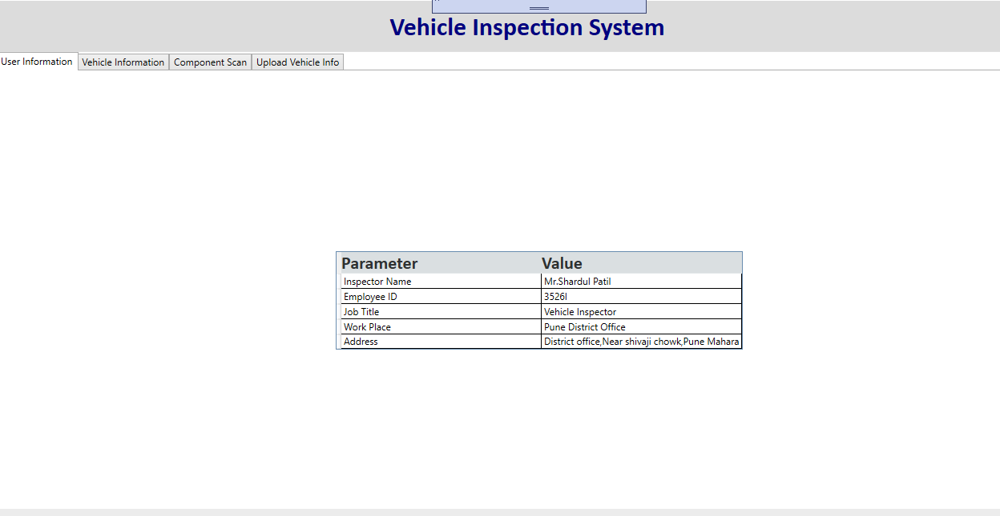 Vehicle Inspection System
User Information Vehicle Information Component Scan Upload Vehicle Info
Parameter Value
Inspector Name Mr.Shardul Patil
Employee ID 3526I
Job Title Vehicle Inspector
Work Place Pune District Office
Address District office,Near shivaji chowk,Pune Mahara